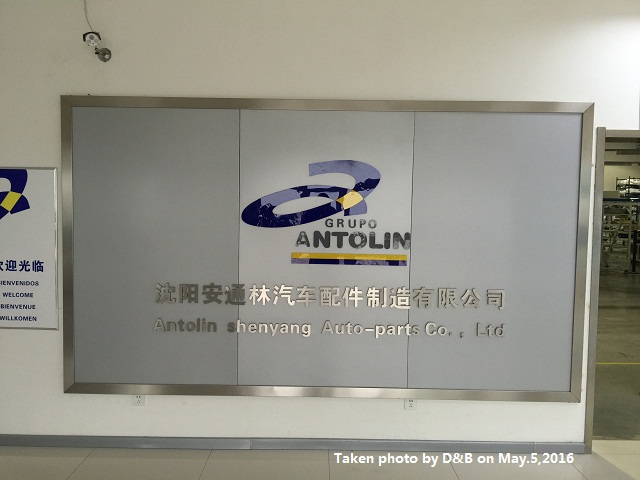 欢迎光临
BIENVENIDOS
WELCOME
BIENVENUE
WILLKOMEN
GRUPO
ANTOLIN
沈阳安通林汽车配件制造有限公司
Antolin shenyang Auto-parts Co., Ltd
Taken photo by D&B on May.5,2016